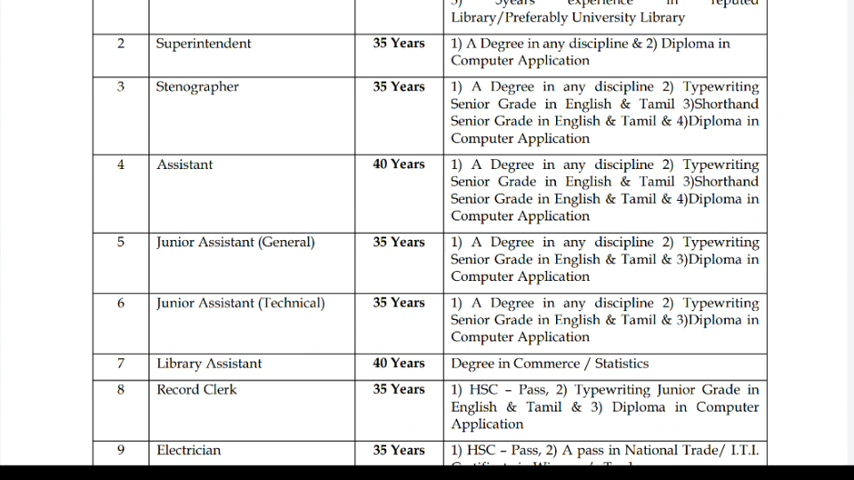 3) 5years experience in reputed
Library/Preferably University Library
2 Superintendent 35 Years 1) A Degree in any discipline & 2) Diploma in
Computer Application
3 Stenographer 35 Years 1) A Degree in any discipline 2) Typewriting
Senior Grade in English & Tamil 3)Shorthand
Senior Grade in English & Tamil & 4)Diploma in
Computer Application
4 Assistant 40 Years 1) A Degree in any discipline 2) Typewriting
Senior Grade in English & Tamil 3)Shorthand
Senior Grade in English & Tamil & 4)Diploma in
Computer Application
5 Junior Assistant (General) 35 Years 1) A Degree in any discipline 2) Typewriting
Senior Grade in English & Tamil & 3)Diploma in
Computer Application
6 Junior Assistant (Technical) 35 Years 1) A Degree in any discipline 2) Typewriting
Senior Grade in English & Tamil & 3)Diploma in
Computer Application
7 Library Assistant 40 Years Degree in Commerce / Statistics
8 Record Clerk 35 Years 1) HSC – Pass, 2) Typewriting Junior Grade in
English & Tamil & 3) Diploma in Computer
Application
9 Electrician 35 Years 1) HSC – Pass, 2) A pass in National Trade/ I.T.I.